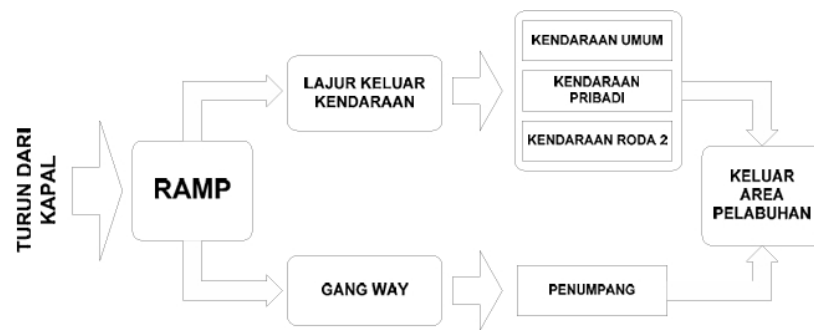 TURUN DARI
KAPAL
RAMP
LAJUR KELUAR
KENDARAAN
KENDARAAN UMUM
KENDARAAN
PRIBADI
KENDARAAN RODA 2
GANG WAY
PENUMPANG
KELUAR
AREA
PELABUHAN